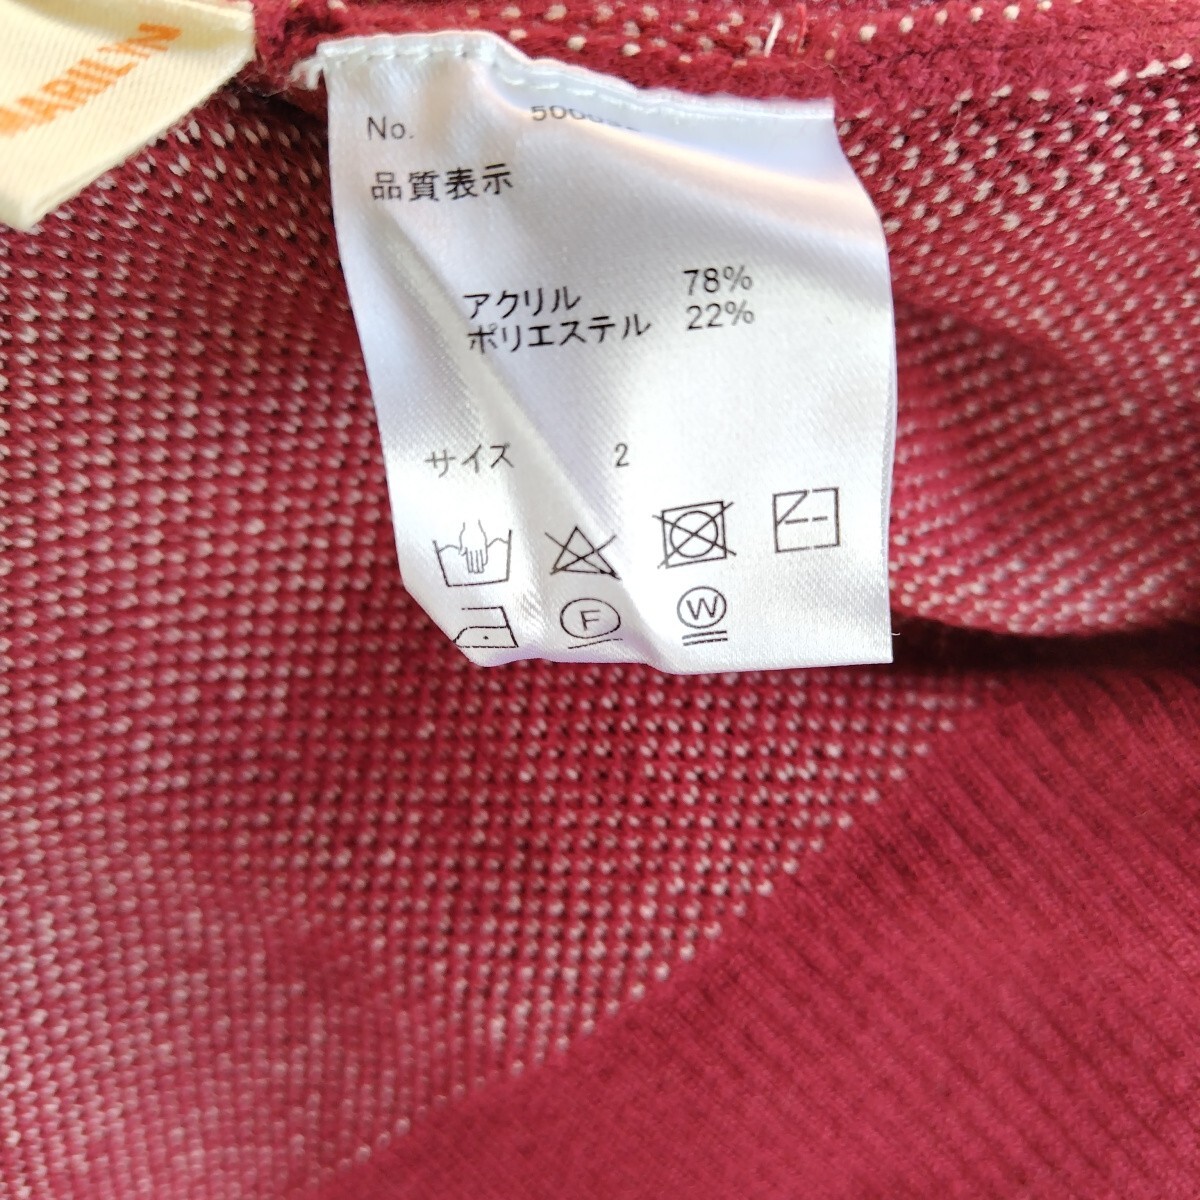 No.
品質表示
アクリル 78%
ポリエステル 22%
サイズ 2
F W